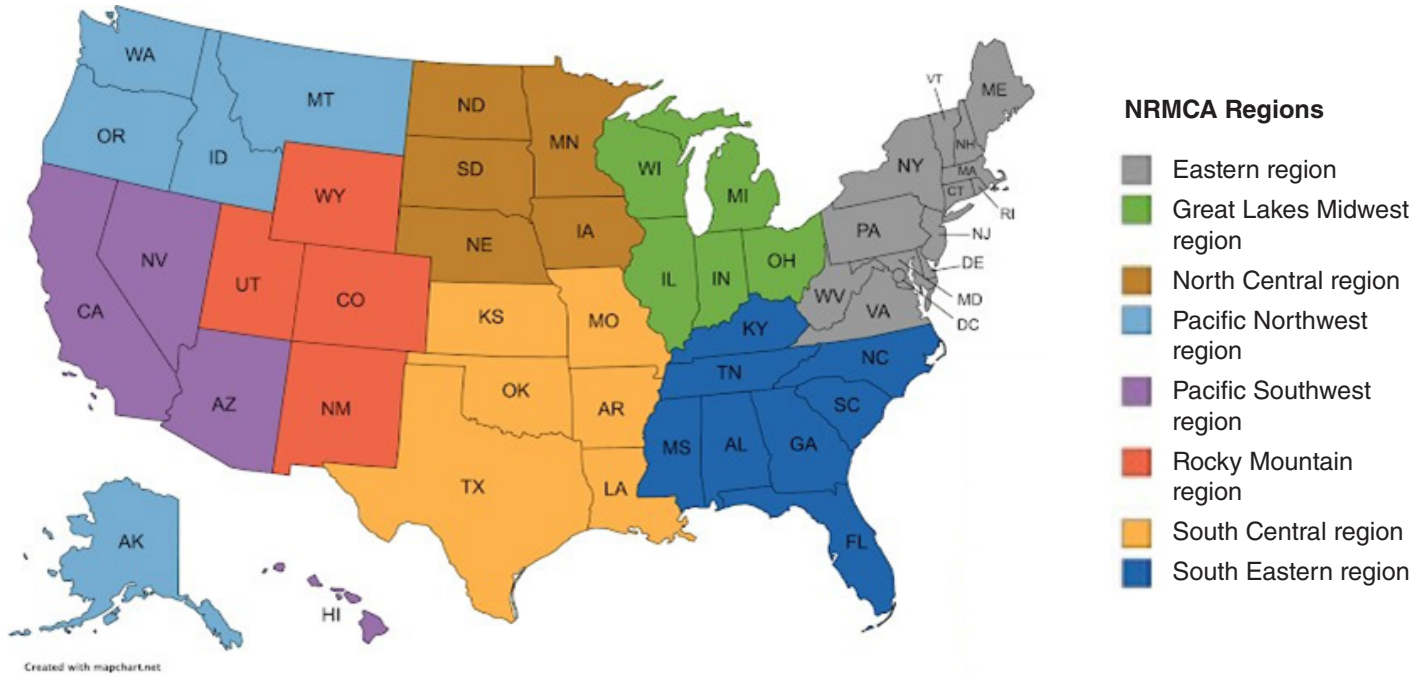 WA
MT
ND
MN
OR
ID
SD
WI
MI
VT
ME
NY
NH
MA
CT
RI
WY
NE
IA
PA
NJ
NV
UT
CO
IL
IN
OH
DE
WV
MD
VA
DC
CA
KS
MO
KY
AZ
NM
OK
AR
TN
NC
SC
MS
AL
GA
TX
LA
FL
AK
HI
Created with mapchart.net
NRMCA Regions
Eastern region
Great Lakes Midwest
region
North Central region
Pacific Northwest
region
Pacific Southwest
region
Rocky Mountain
region
South Central region
South Eastern region